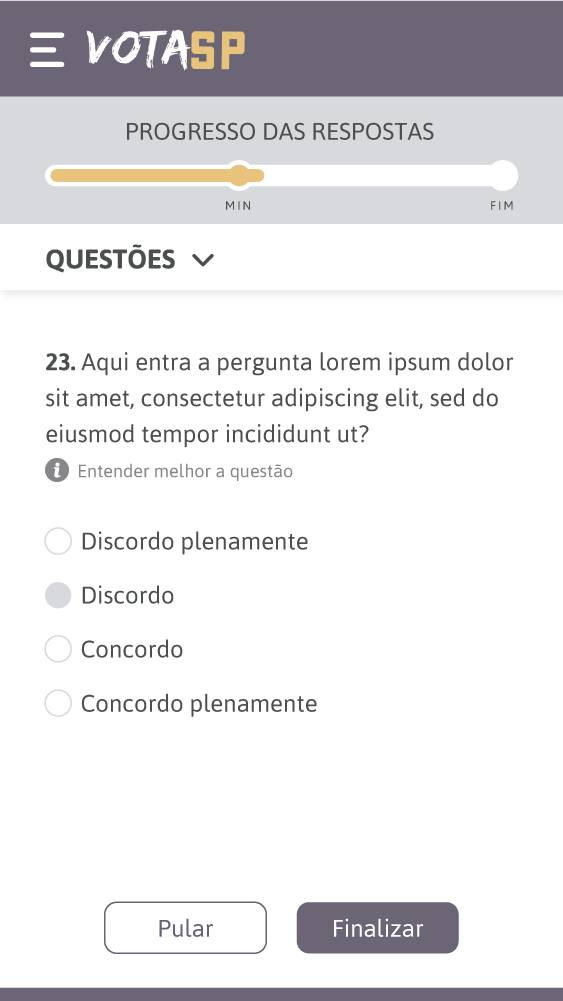 VOTASP
PROGRESSO DAS RESPOSTAS
MIN
FIM
QUESTÕES
23. Aqui entra a pergunta lorem ipsum dolor
sit amet, consectetur adipiscing elit, sed do
eiusmod tempor incididunt ut?
i Entender melhor a questão
Discordo plenamente
Discordo
Concordo
Concordo plenamente
Pular
Finalizar